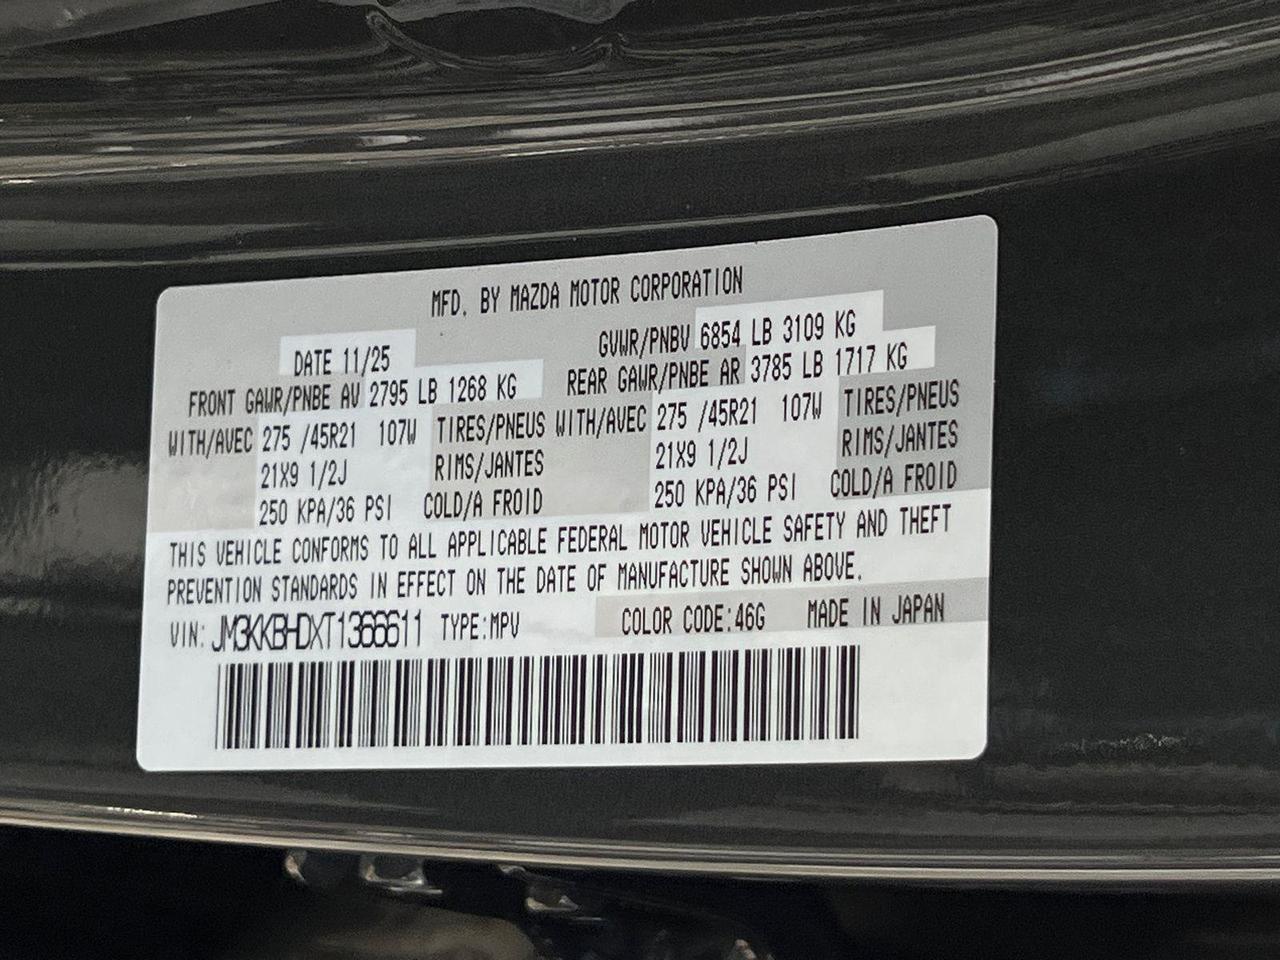 MFD. BY MAZDA MOTOR CORPORATION
DATE 11/25 GVWR/PNBV 6854 LB 3109 KG
FRONT GAWR/PNBE AV 2795 LB 1268 KG REAR GAWR/PNBE AR 3785 LB 1717 KG
WITH/AVEC 275 /45R21 107W TIRES/PNEUS WITH/AVEC 275 /45R21 107W TIRES/PNEUS
21X9 1/2J RIMS/JANTES 21X9 1/2J RIMS/JANTES
250 KPA/36 PSI COLD/A FROID 250 KPA/36 PSI COLD/A FROID
THIS VEHICLE CONFORMS TO ALL APPLICABLE FEDERAL MOTOR VEHICLE SAFETY AND THEFT
PREVENTION STANDARDS IN EFFECT ON THE DATE OF MANUFACTURE SHOWN ABOVE.
VIN: JM3KKBHDXT1366611 TYPE:MPV COLOR CODE:46G MADE IN JAPAN